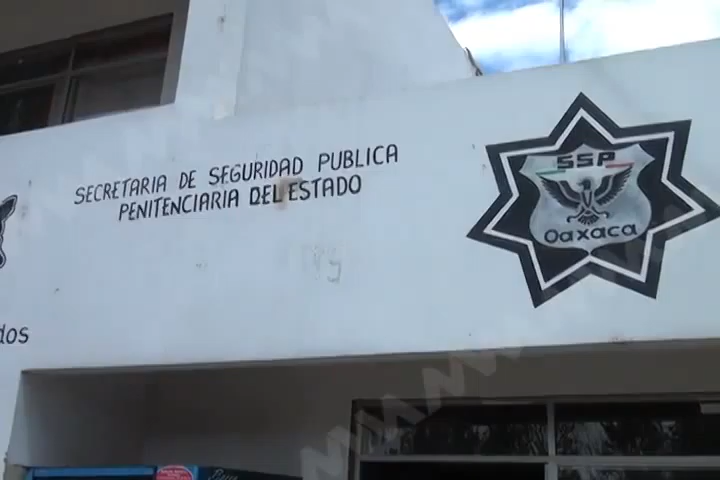 SECRETARIA DE SEGURIDAD PUBLICA
PENITENCIARIA DEL ESTADO
SSP
Oaxaca
dos